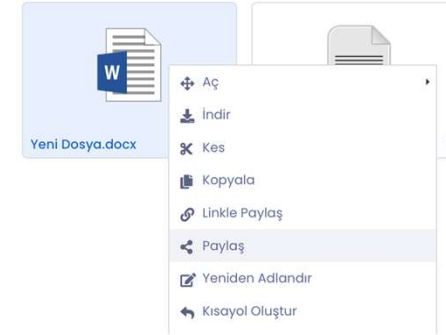 W
Yeni Dosya.docx
Aç
İndir
Kes
Kopyala
Linkle Paylaş
Paylaş
Yeniden Adlandır
Kısayol Oluştur